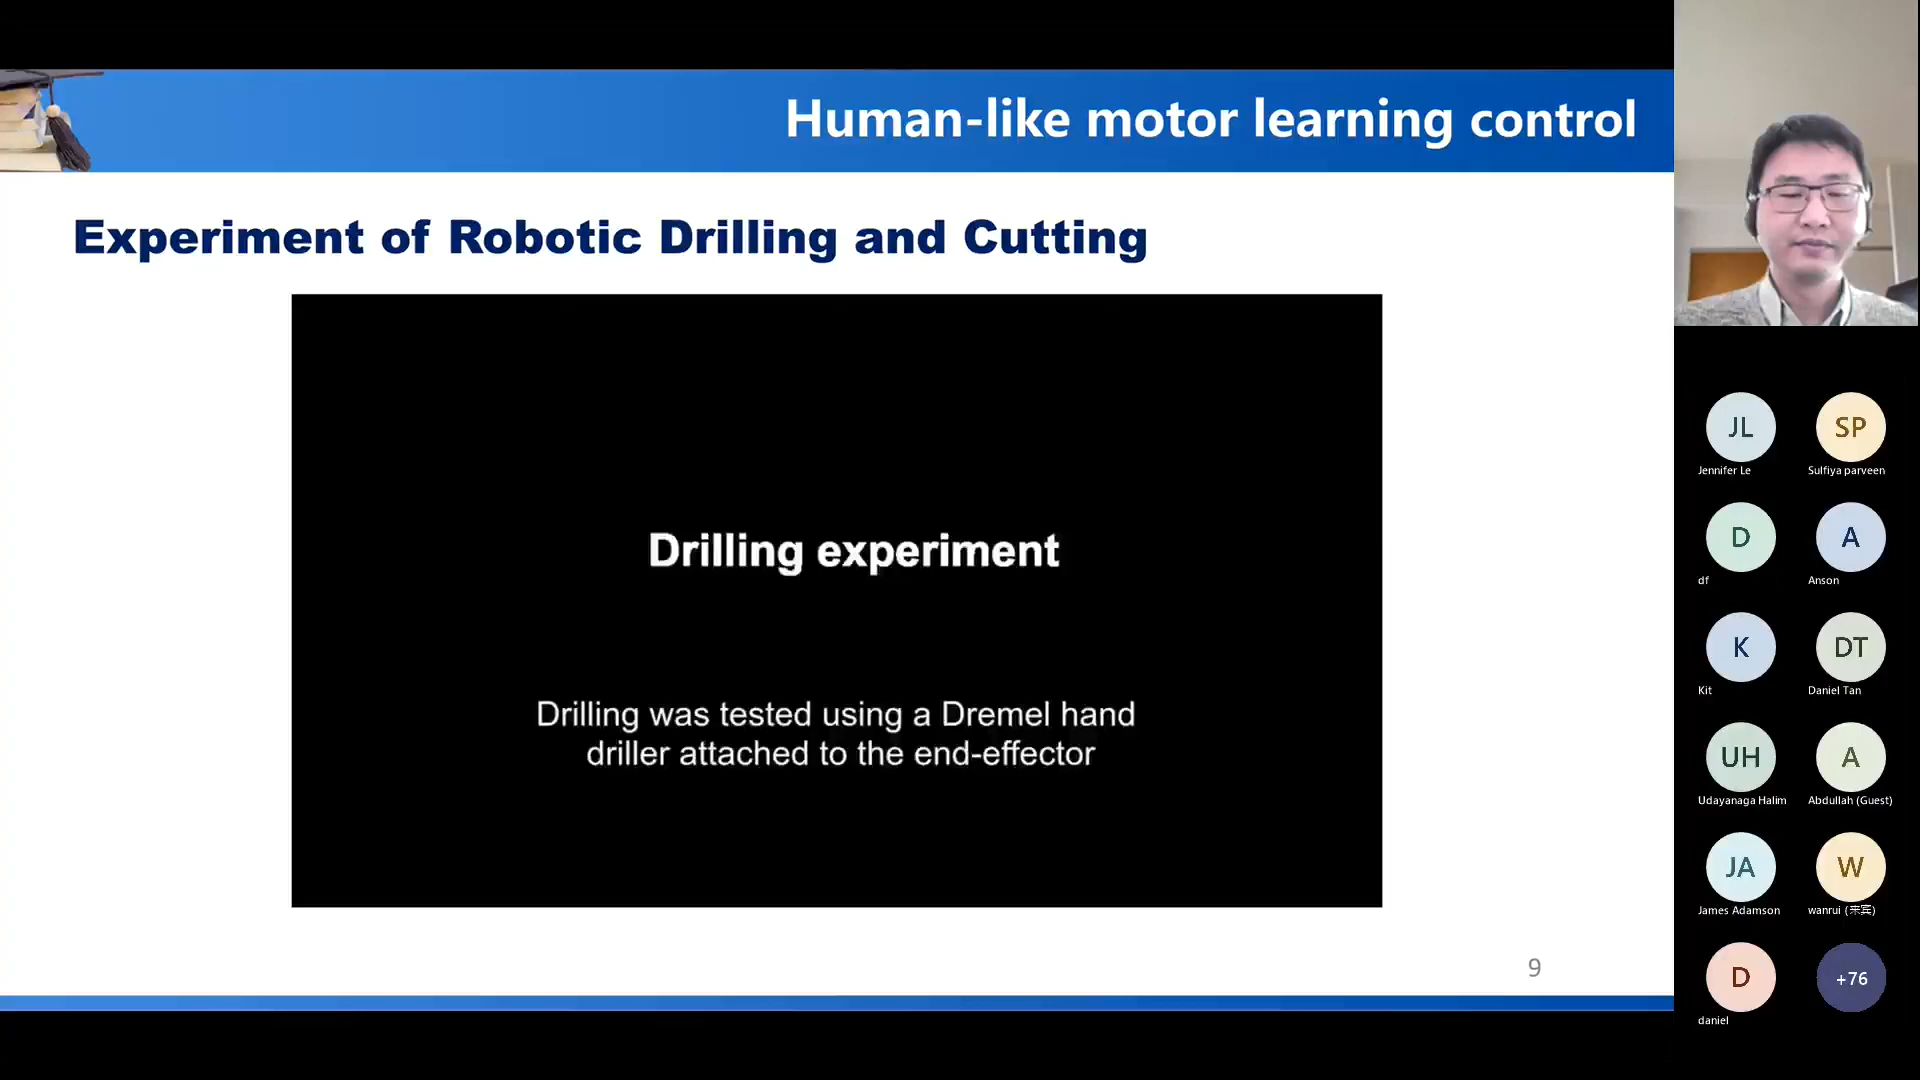 Human-like motor learning control
Experiment of Robotic Drilling and Cutting
Drilling experiment
Drilling was tested using a Dremel hand
driller attached to the end-effector
9
JL
Jennifer Le
SP
Sulfiya parveen
D
df
A
Anson
K
Kit
DT
Daniel Tan
UH
Udayanaga Halim
A
Abdullah (Guest)
JA
James Adamson
W
wanrui (来宾)
D
daniel
+76